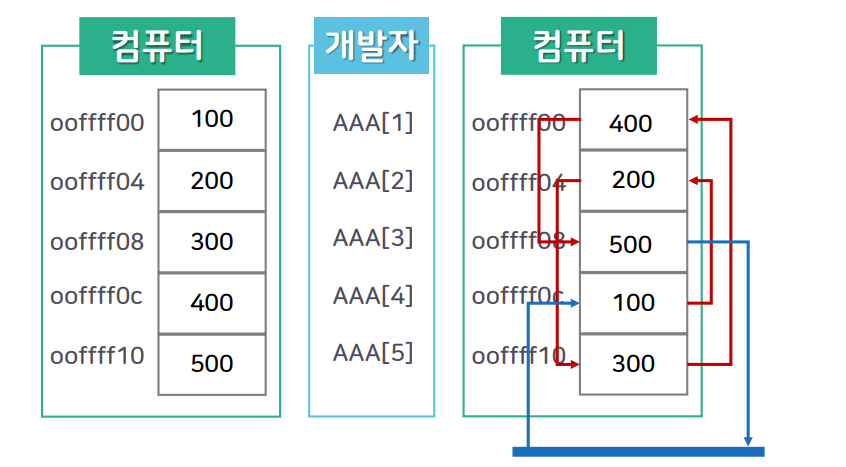 컴퓨터
ooffff00 100
ooffff04 200
ooffff08 300
ooffff0c 400
ooffff10 500
개발자
AAA[1]
AAA[2]
AAA[3]
AAA[4]
AAA[5]
컴퓨터
ooffff00 400
ooffff04 200
ooffff08 500
ooffff0c 100
ooffff10 300